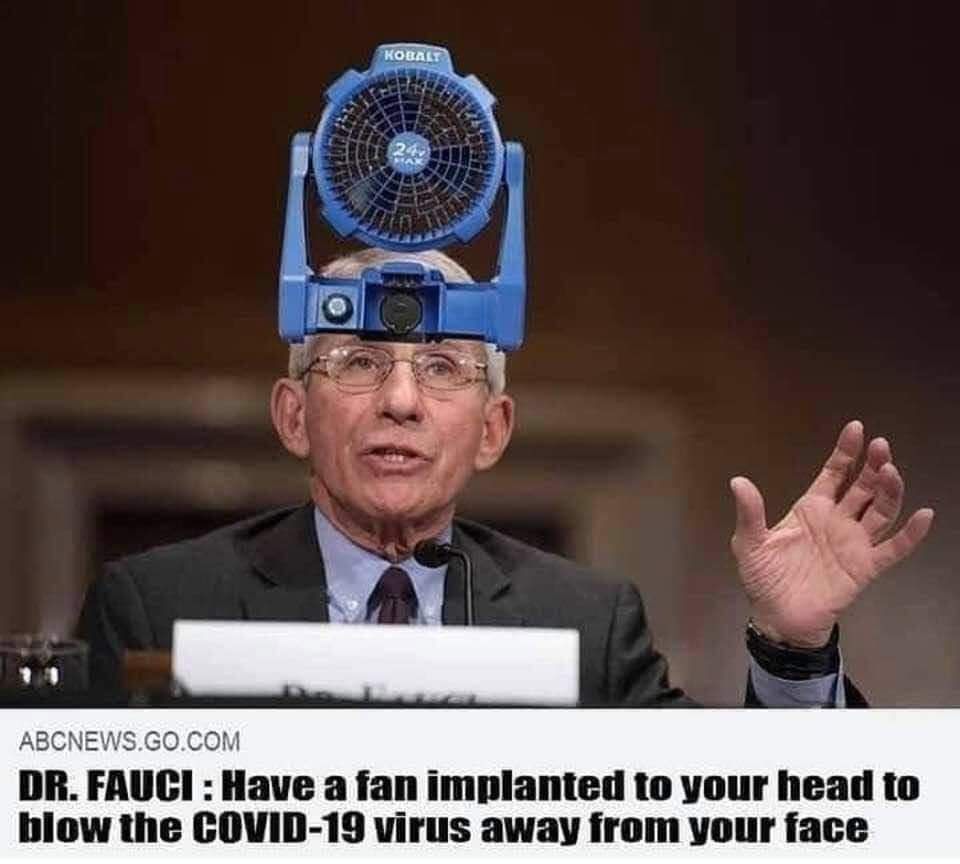 KOBALT
24v
MAX
ABCNEWS.GO.COM
DR. FAUCI : Have a fan implanted to your head to
blow the COVID-19 virus away from your face